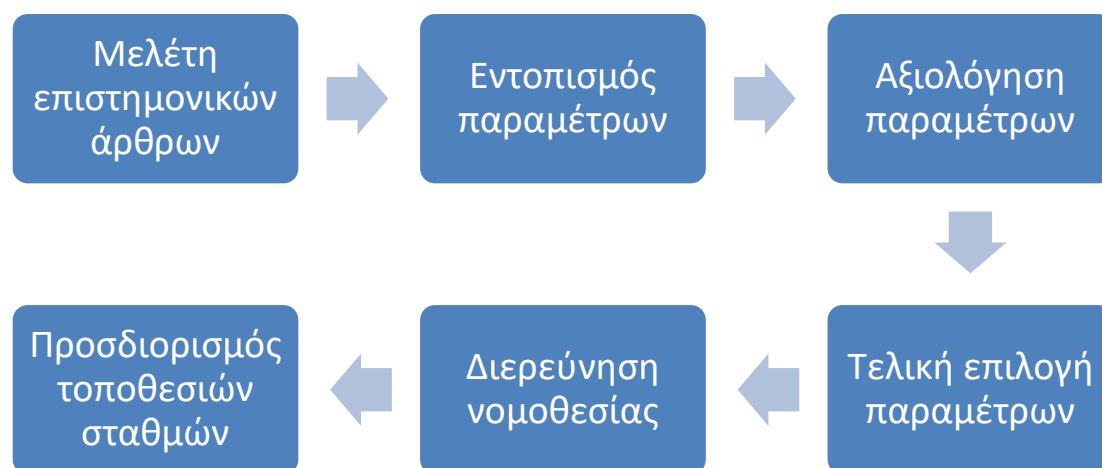 Μελέτη
επιστημονικών
άρθρων
Εντοπισμός
παραμέτρων
Αξιολόγηση
παραμέτρων
Τελική επιλογή
παραμέτρων
Διερεύνηση
νομοθεσίας
Προσδιορισμός
τοποθεσιών
σταθμών